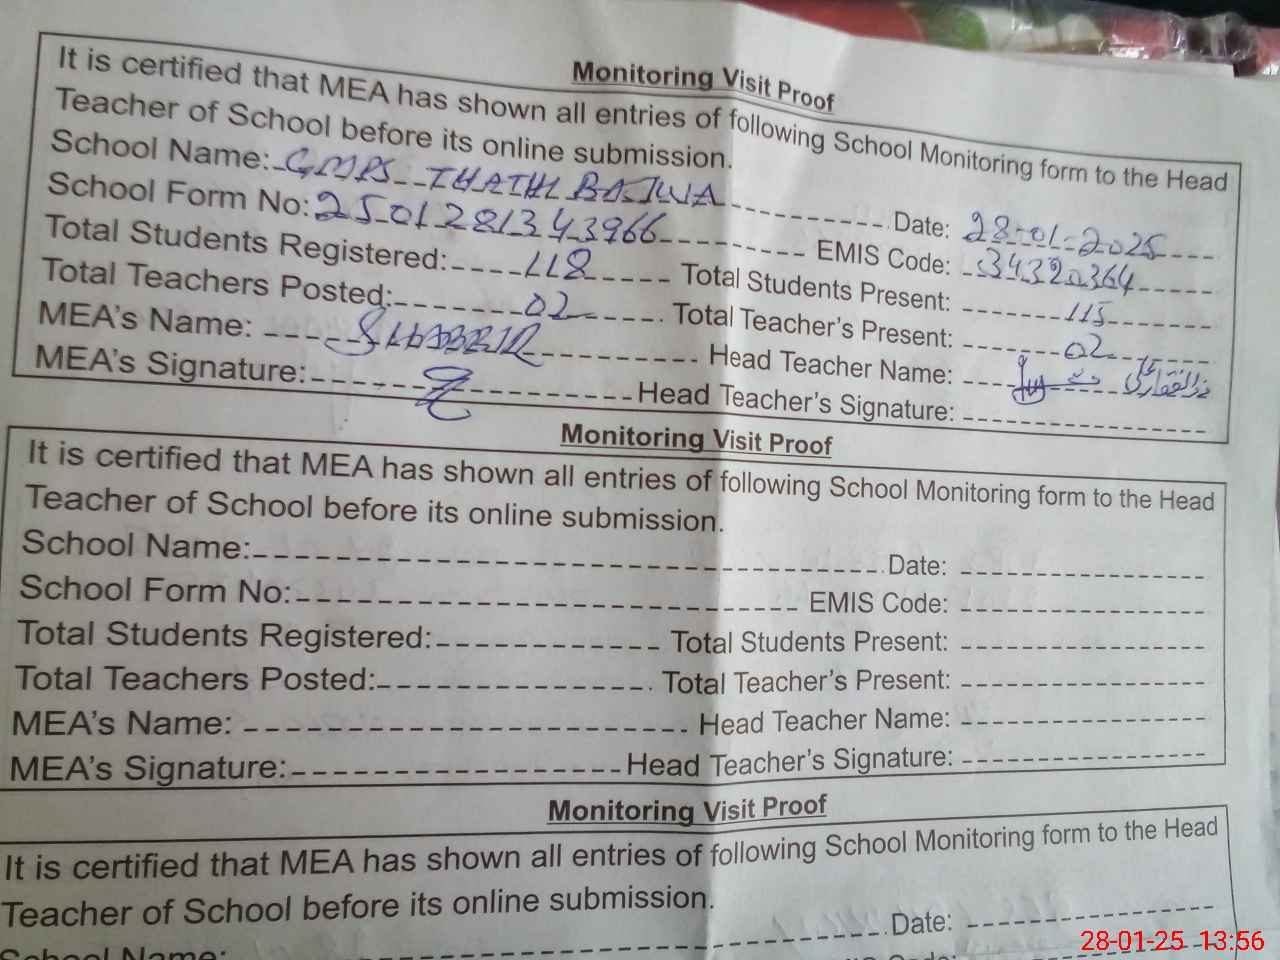 Monitoring Visit Proof
It is certified that MEA has shown all entries of following School Monitoring form to the Head
Teacher of School before its online submission.
School Name: GMPS THATHI BAJWA Date: 28-01-2025
School Form No: 2501281343966 EMIS Code: 34320364
Total Students Registered: 118 Total Students Present: 115
Total Teachers Posted: 02 Total Teacher's Present: 02
MEA's Name: SHABBIR Head Teacher Name: ذوالفقار علی
MEA's Signature: Head Teacher's Signature:
Monitoring Visit Proof
It is certified that MEA has shown all entries of following School Monitoring form to the Head
Teacher of School before its online submission.
School Name: Date:
School Form No: EMIS Code:
Total Students Registered: Total Students Present:
Total Teachers Posted: Total Teacher's Present:
MEA's Name: Head Teacher Name:
MEA's Signature: Head Teacher's Signature:
Monitoring Visit Proof
It is certified that MEA has shown all entries of following School Monitoring form to the Head
Teacher of School before its online submission.
School Name: Date:
28-01-25 13:56